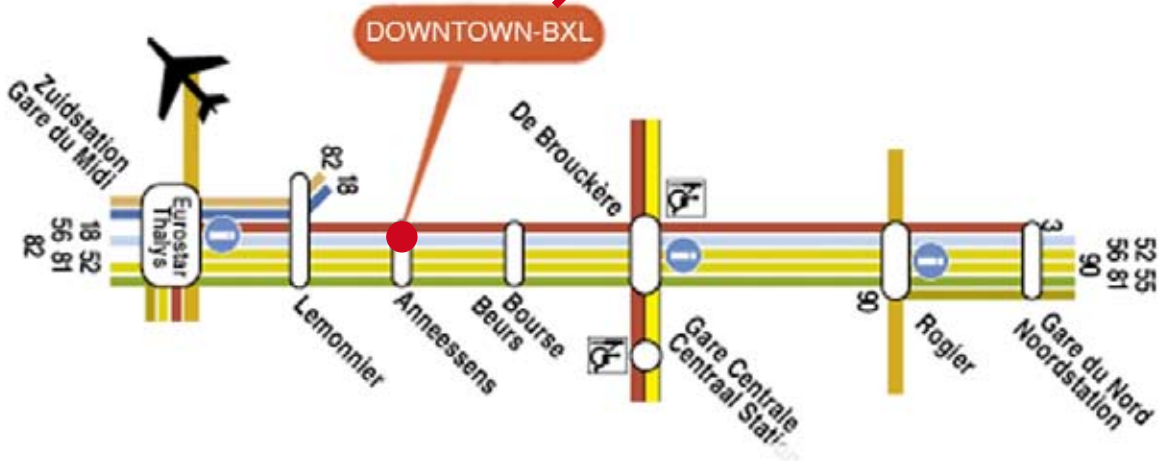 DOWNTOWN-BXL
Zuidstation
Gare du Midi
Eurostar
Thalys
18 52
56 81
82
82
18
Lemonnier
Anneessens
Bourse
Beurs
De Brouckère
Gare Centrale
Centraal Station
90
Rogier
3
Gare du Nord
Noordstation
90
52 55
56 81